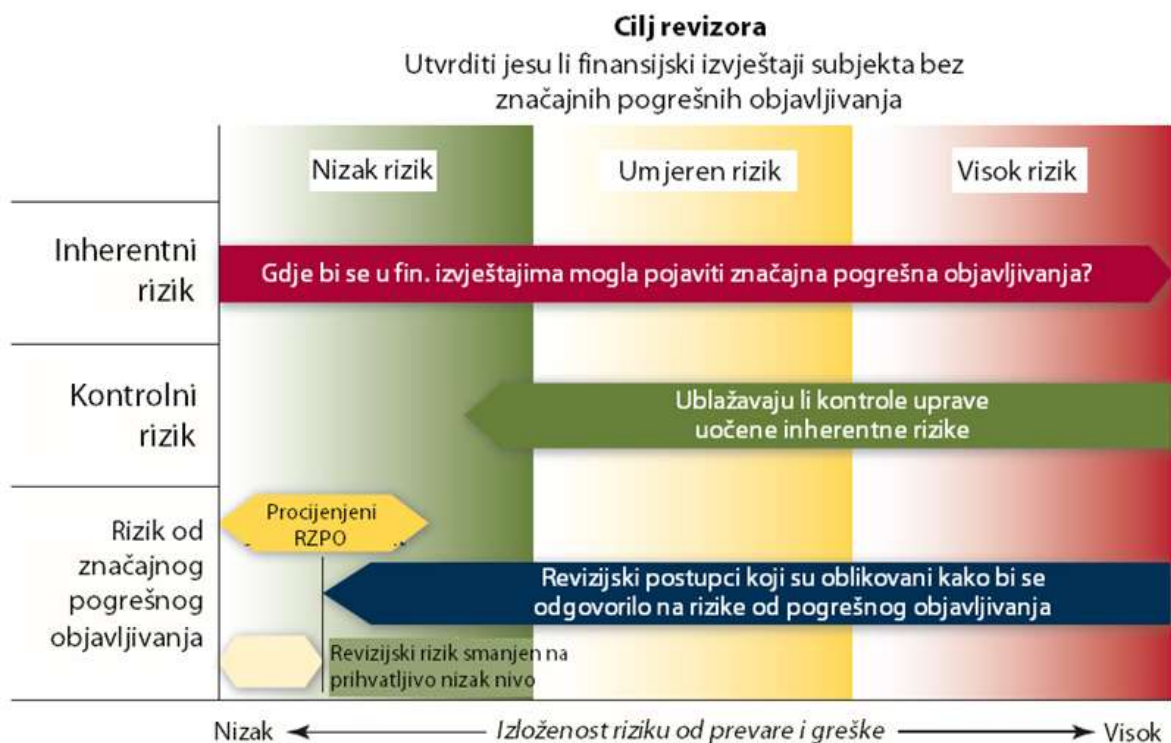 Cilj revizora
Utvrditi jesu li finansijski izvještaji subjekta bez
značajnih pogrešnih objavljivanja
Nizak rizik
Umjeren rizik
Visok rizik
Inherentni
rizik
Gdje bi se u fin. izvještajima mogla pojaviti značajna pogrešna objavljivanja?
Kontrolni
rizik
Ublažavaju li kontrole uprave
uočene inherentne rizike
Rizik od
značajnog
pogrešnog
objavljivanja
Procijenjeni
RZPO
Revizijski postupci koji su oblikovani kako bi se
odgovorilo na rizike od pogrešnog objavljivanja
Revizijski rizik smanjen na
prihvatljivo nizak nivo
Nizak
Izloženost riziku od prevare i greške
Visok